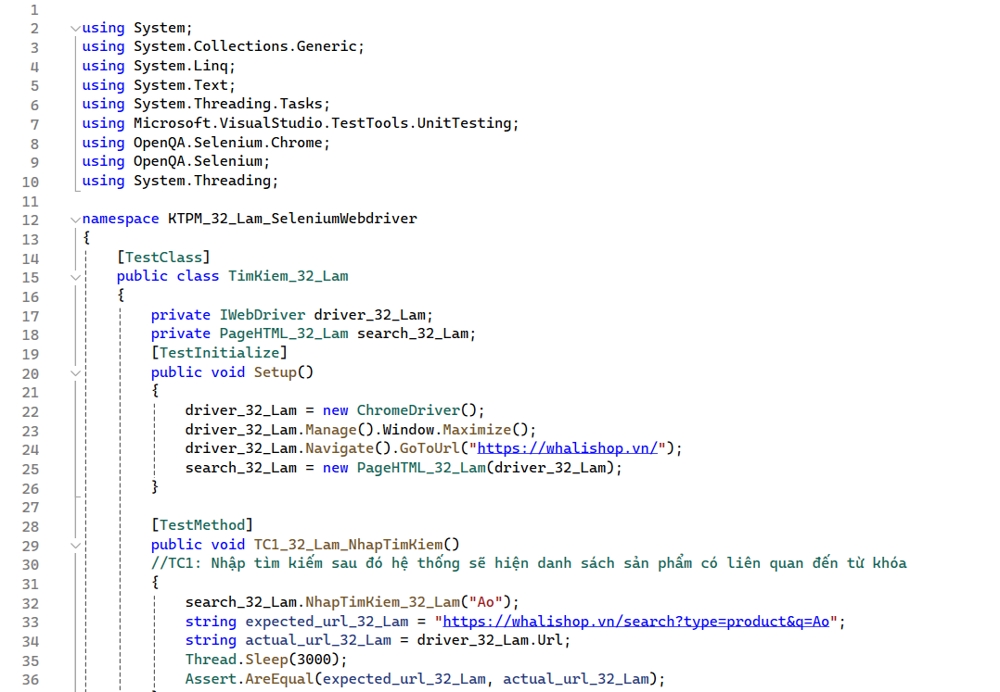 1
2 using System;
3 using System.Collections.Generic;
4 using System.Linq;
5 using System.Text;
6 using System.Threading.Tasks;
7 using Microsoft.VisualStudio.TestTools.UnitTesting;
8 using OpenQA.Selenium.Chrome;
9 using OpenQA.Selenium;
10 using System.Threading;
11
12 namespace KTPM_32_Lam_SeleniumWebdriver
13 {
14 [TestClass]
15 public class TimKiem_32_Lam
16 {
17 private IWebDriver driver_32_Lam;
18 private PageHTML_32_Lam search_32_Lam;
19 [TestInitialize]
20 public void Setup()
21 {
22 driver_32_Lam = new ChromeDriver();
23 driver_32_Lam.Manage().Window.Maximize();
24 driver_32_Lam.Navigate().GoToUrl("https://whalishop.vn/");
25 search_32_Lam = new PageHTML_32_Lam(driver_32_Lam);
26 }
27
28 [TestMethod]
29 public void TC1_32_Lam_NhapTimKiem()
30 //TC1: Nhập tìm kiếm sau đó hệ thống sẽ hiện danh sách sản phẩm có liên quan đến từ khóa
31 {
32 search_32_Lam.NhapTimKiem_32_Lam("Ao");
33 string expected_url_32_Lam = "https://whalishop.vn/search?type=product&q=Ao";
34 string actual_url_32_Lam = driver_32_Lam.Url;
35 Thread.Sleep(3000);
36 Assert.AreEqual(expected_url_32_Lam, actual_url_32_Lam);